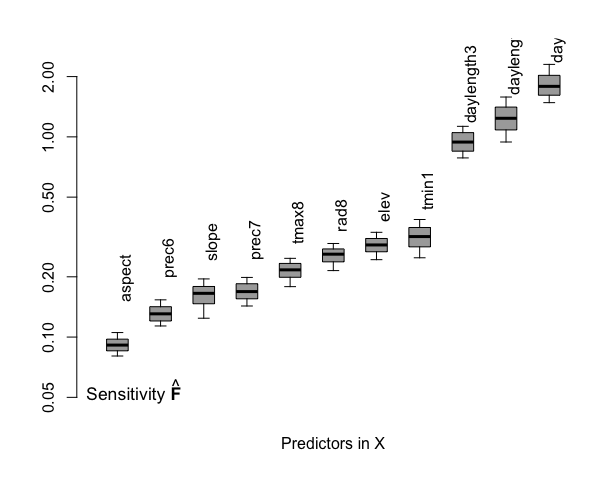 2.00
1.00
0.50
0.20
0.10
0.05
aspect
prec6
slope
prec7
tmax8
rad8
elev
tmin1
daylength3
dayleng
day
Sensitivity F̂
Predictors in X